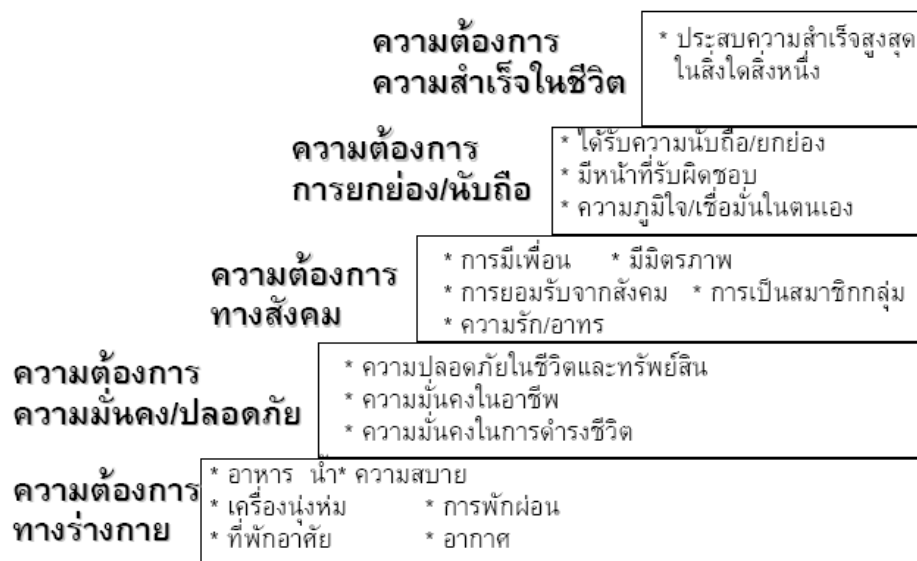 ความต้องการ
ความสำเร็จในชีวิต
* ประสบความสำเร็จสูงสุด
ในสิ่งใดสิ่งหนึ่ง
ความต้องการ
การยกย่อง/นับถือ
* ได้รับความนับถือ/ยกย่อง
* มีหน้าที่รับผิดชอบ
* ความภูมิใจ/เชื่อมั่นในตนเอง
ความต้องการ
ทางสังคม
* การมีเพื่อน * มีมิตรภาพ
* การยอมรับจากสังคม * การเป็นสมาชิกกลุ่ม
* ความรัก/อาทร
ความต้องการ
ความมั่นคง/ปลอดภัย
* ความปลอดภัยในชีวิตและทรัพย์สิน
* ความมั่นคงในอาชีพ
* ความมั่นคงในการดำรงชีวิต
ความต้องการ
ทางร่างกาย
* อาหาร น้ำ* ความสบาย
* เครื่องนุ่งห่ม * การพักผ่อน
* ที่พักอาศัย * อากาศ